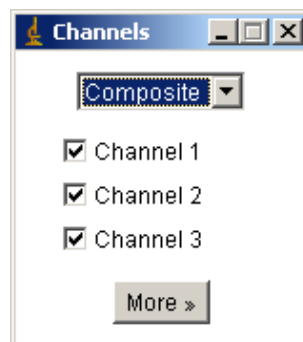 Channels
Composite
Channel 1
Channel 2
Channel 3
More »